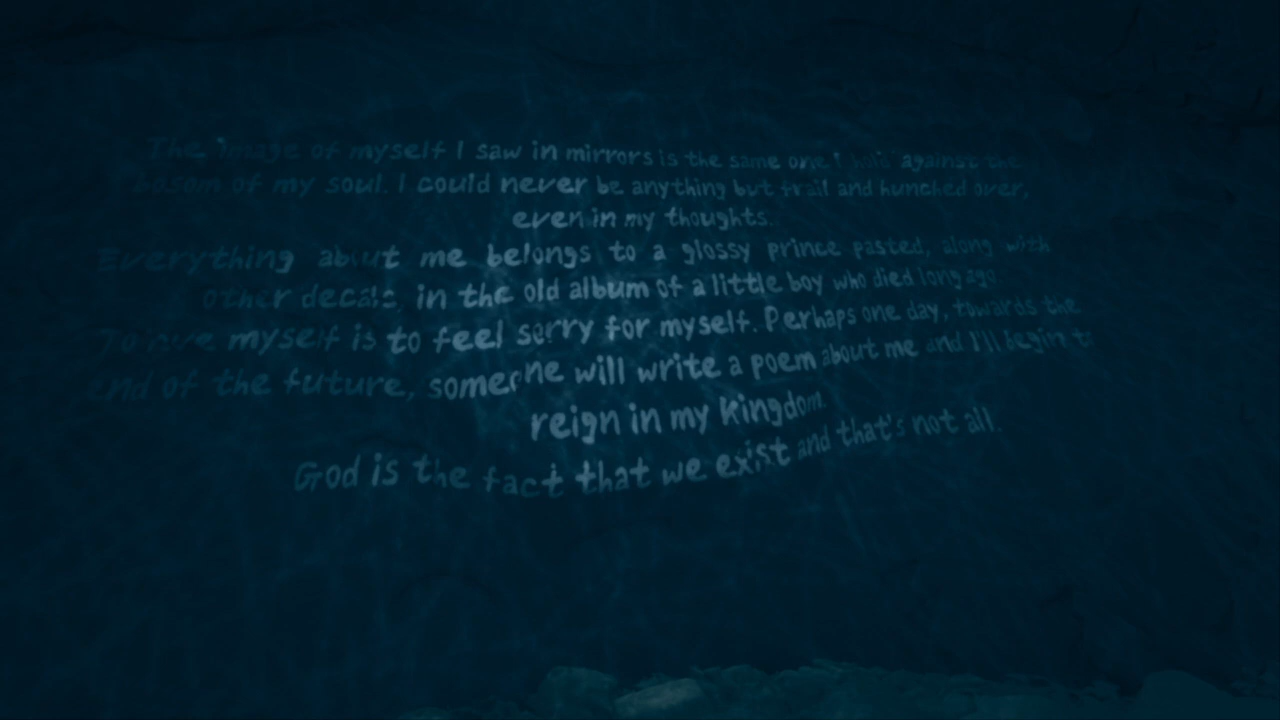 The image of myself I saw in mirrors is the same one I hold against the
bosom of my soul. I could never be anything but frail and hunched over,
even in my thoughts.
Everything about me belongs to a glossy prince pasted, along with
other decals, in the old album of a little boy who died long ago.
To love myself is to feel sorry for myself. Perhaps one day, towards the
end of the future, someone will write a poem about me and I'll begin to
reign in my kingdom.
God is the fact that we exist and that's not all.